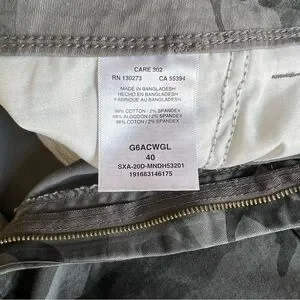 CARE 302
RN 130273 CA 55394
MADE IN BANGLADESH
HECHO EN BANGLADESH
FABRIQUE AU BANGLADESH
98% COTTON / 2% SPANDEX
98% ALGODON / 2% SPANDEX
98% COTON / 2% SPANDEX
G6ACWGL
40
SXA-20D-MNDH53201
191683146175